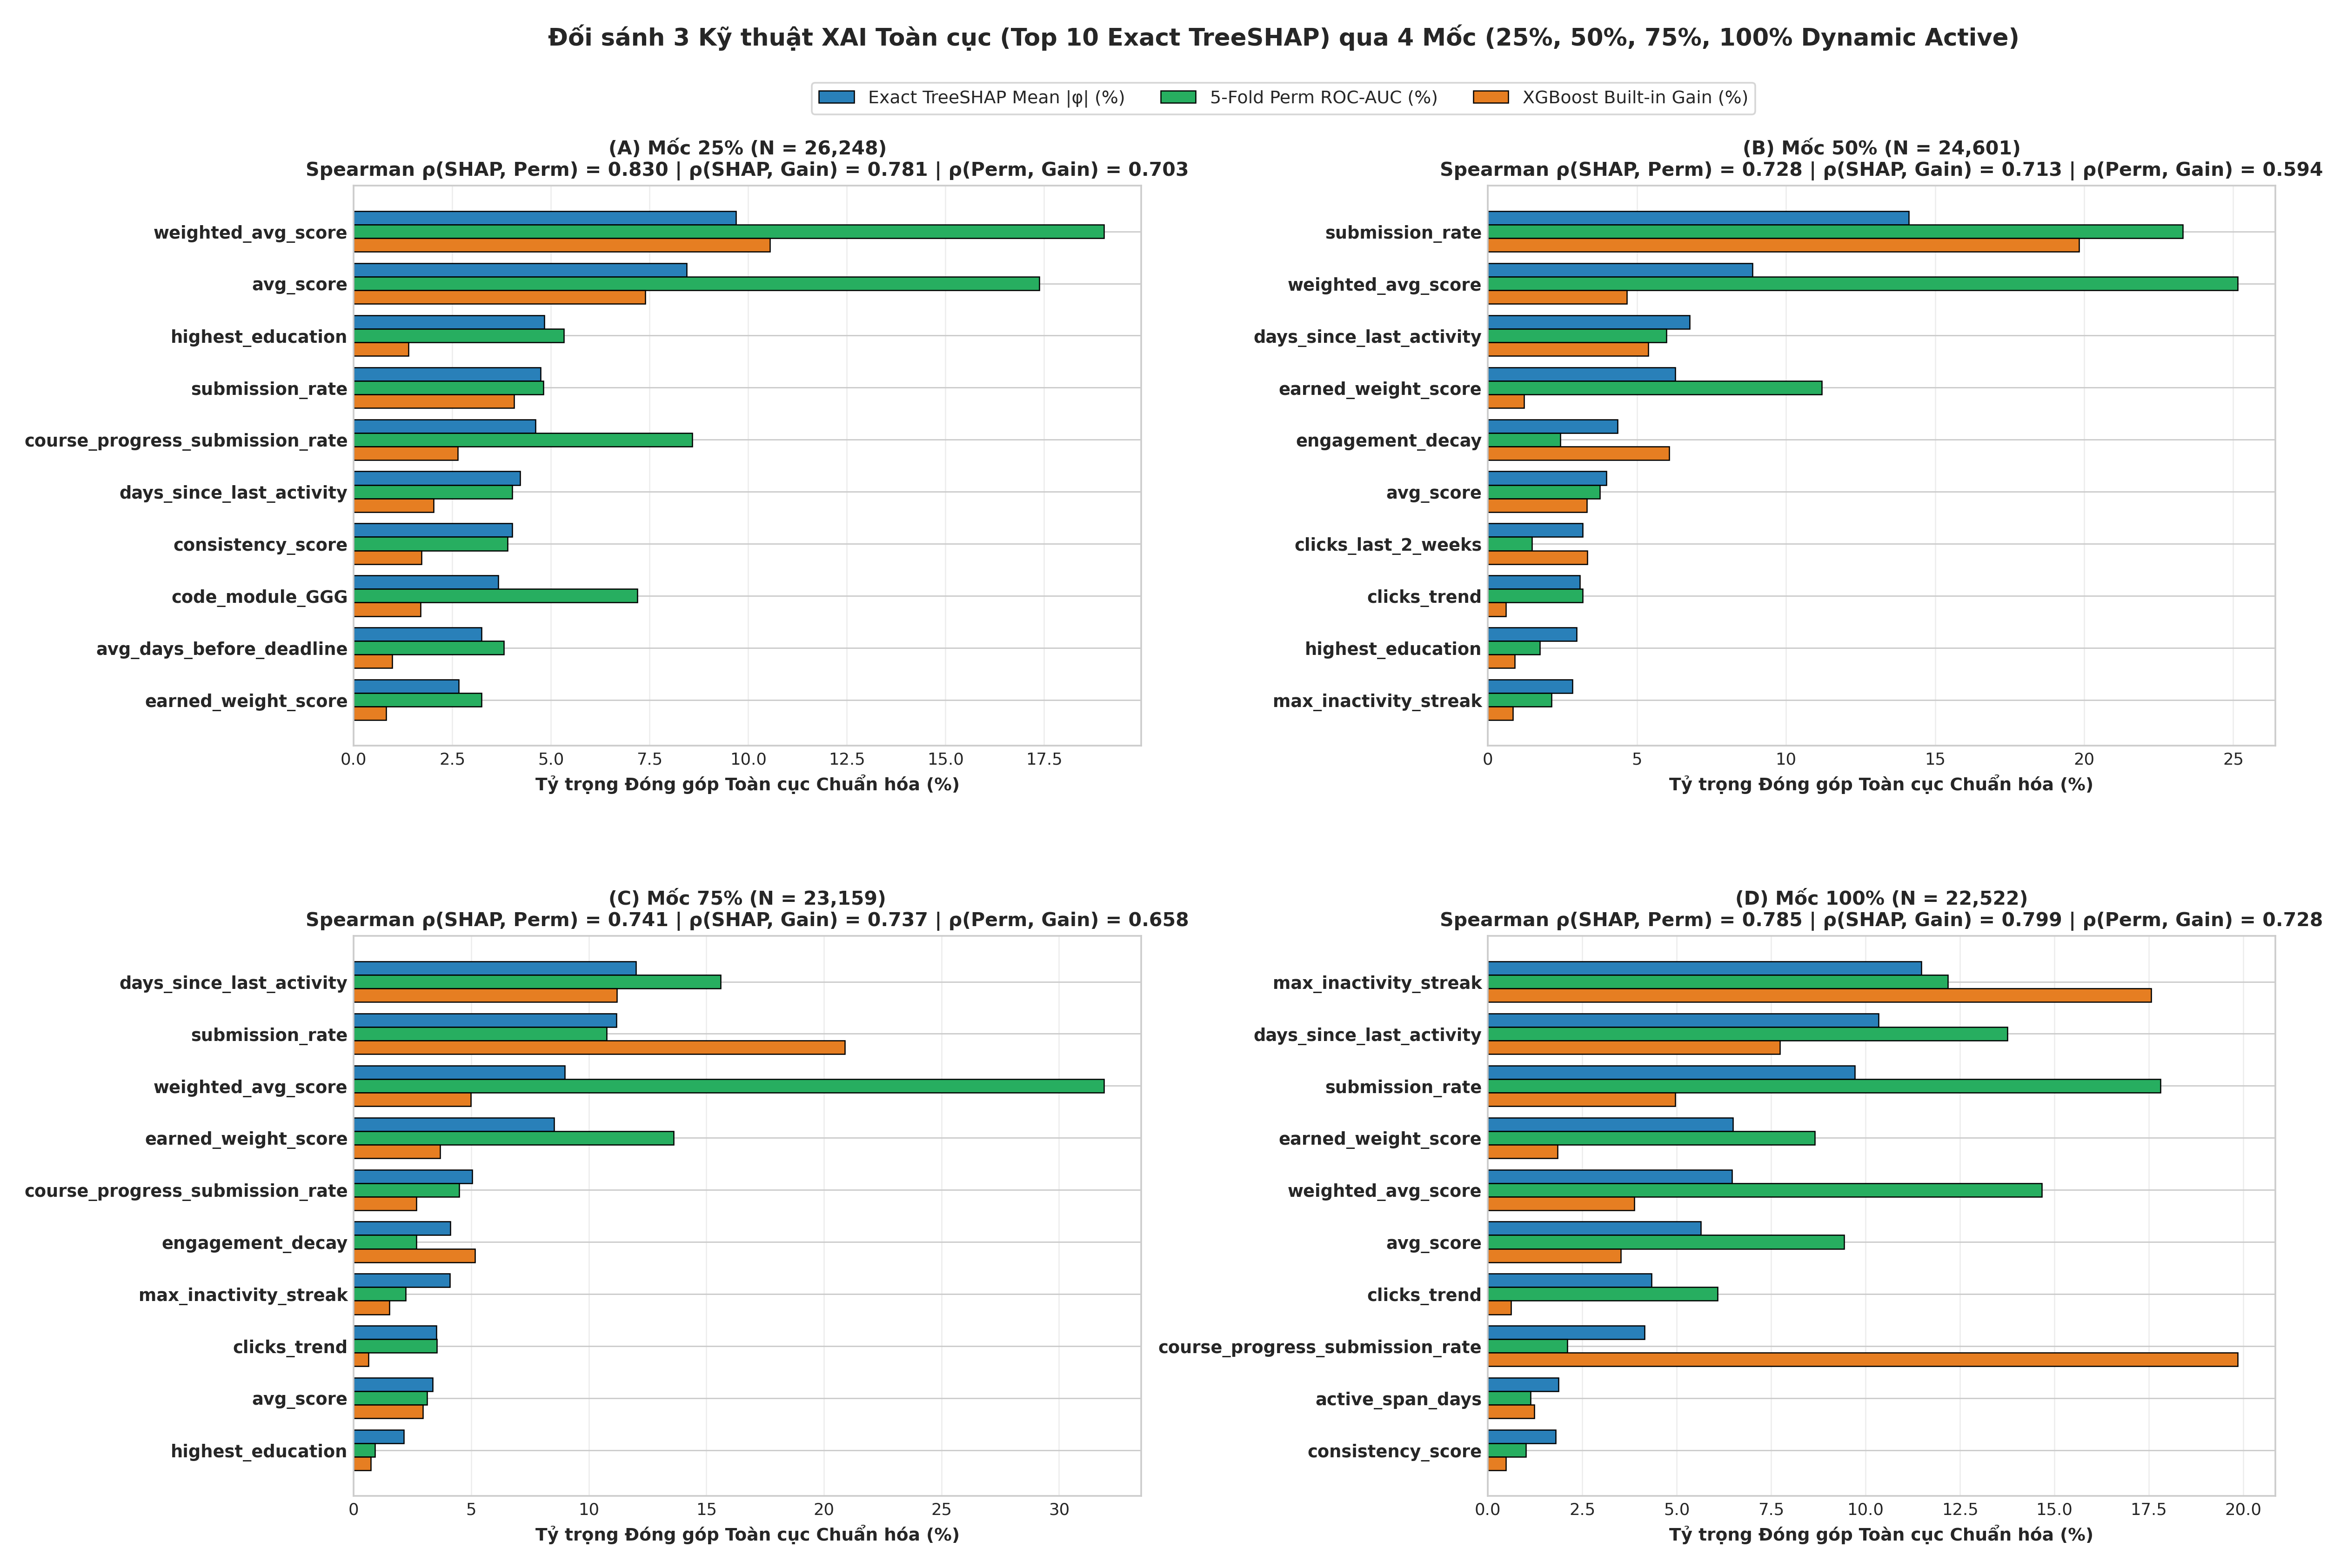 Đối sánh 3 Kỹ thuật XAI Toàn cục (Top 10 Exact TreeSHAP) qua 4 Mốc (25%, 50%, 75%, 100% Dynamic Active)
Exact TreeSHAP Mean |φ| (%)
5-Fold Perm ROC-AUC (%)
XGBoost Built-in Gain (%)
(A) Mốc 25% (N = 26,248)
Spearman ρ(SHAP, Perm) = 0.830 | ρ(SHAP, Gain) = 0.781 | ρ(Perm, Gain) = 0.703
weighted_avg_score
avg_score
highest_education
submission_rate
course_progress_submission_rate
days_since_last_activity
consistency_score
code_module_GGG
avg_days_before_deadline
earned_weight_score
0.0 2.5 5.0 7.5 10.0 12.5 15.0 17.5
Tỷ trọng Đóng góp Toàn cục Chuẩn hóa (%)
(B) Mốc 50% (N = 24,601)
Spearman ρ(SHAP, Perm) = 0.728 | ρ(SHAP, Gain) = 0.713 | ρ(Perm, Gain) = 0.594
submission_rate
weighted_avg_score
days_since_last_activity
earned_weight_score
engagement_decay
avg_score
clicks_last_2_weeks
clicks_trend
highest_education
max_inactivity_streak
0 5 10 15 20 25
Tỷ trọng Đóng góp Toàn cục Chuẩn hóa (%)
(C) Mốc 75% (N = 23,159)
Spearman ρ(SHAP, Perm) = 0.741 | ρ(SHAP, Gain) = 0.737 | ρ(Perm, Gain) = 0.658
days_since_last_activity
submission_rate
weighted_avg_score
earned_weight_score
course_progress_submission_rate
engagement_decay
max_inactivity_streak
clicks_trend
avg_score
highest_education
0 5 10 15 20 25 30
Tỷ trọng Đóng góp Toàn cục Chuẩn hóa (%)
(D) Mốc 100% (N = 22,522)
Spearman ρ(SHAP, Perm) = 0.785 | ρ(SHAP, Gain) = 0.799 | ρ(Perm, Gain) = 0.728
max_inactivity_streak
days_since_last_activity
submission_rate
earned_weight_score
weighted_avg_score
avg_score
clicks_trend
course_progress_submission_rate
active_span_days
consistency_score
0.0 2.5 5.0 7.5 10.0 12.5 15.0 17.5 20.0
Tỷ trọng Đóng góp Toàn cục Chuẩn hóa (%)